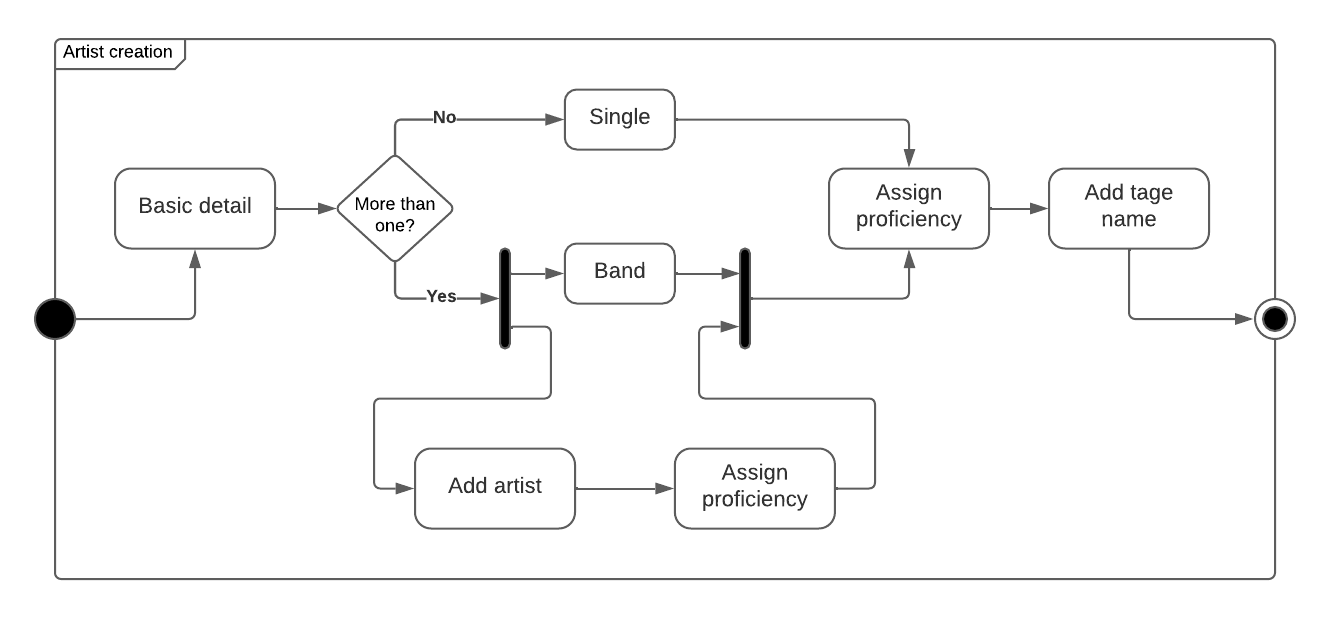 Artist creation
No
Single
Basic detail
More than
one?
Assign
proficiency
Add tage
name
Yes
Band
Add artist
Assign
proficiency